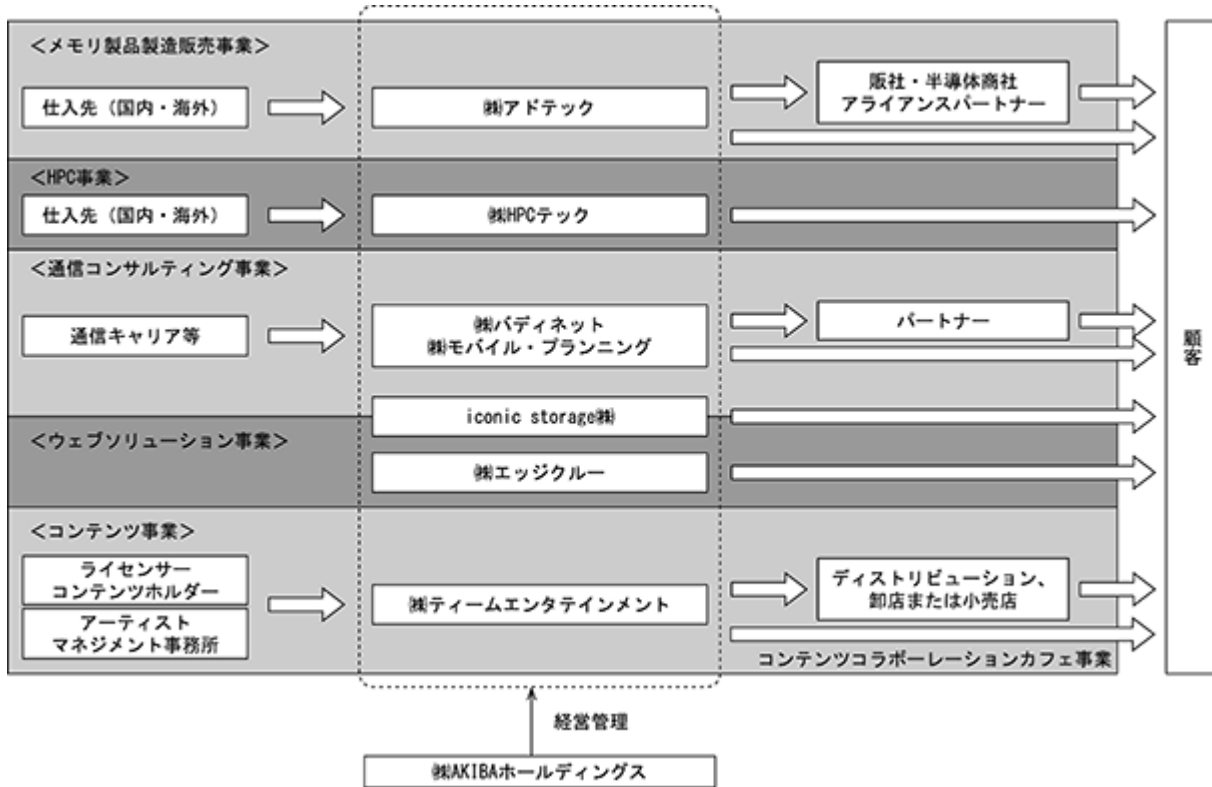 ＜メモリ製品製造販売事業＞
仕入先（国内・海外）
㈱アドテック
販社・半導体商社
アライアンスパートナー
＜HPC事業＞
仕入先（国内・海外）
㈱HPCテック
＜通信コンサルティング事業＞
通信キャリア等
㈱バディネット
㈱モバイル・プランニング
パートナー
iconic storage㈱
＜ウェブソリューション事業＞
㈱エッジクルー
＜コンテンツ事業＞
ライセンサー
コンテンツホルダー
アーティスト
マネジメント事務所
㈱ティームエンタテインメント
ディストリビューション、
卸店または小売店
コンテンツコラボーレーションカフェ事業
顧客
経営管理
㈱AKIBAホールディングス